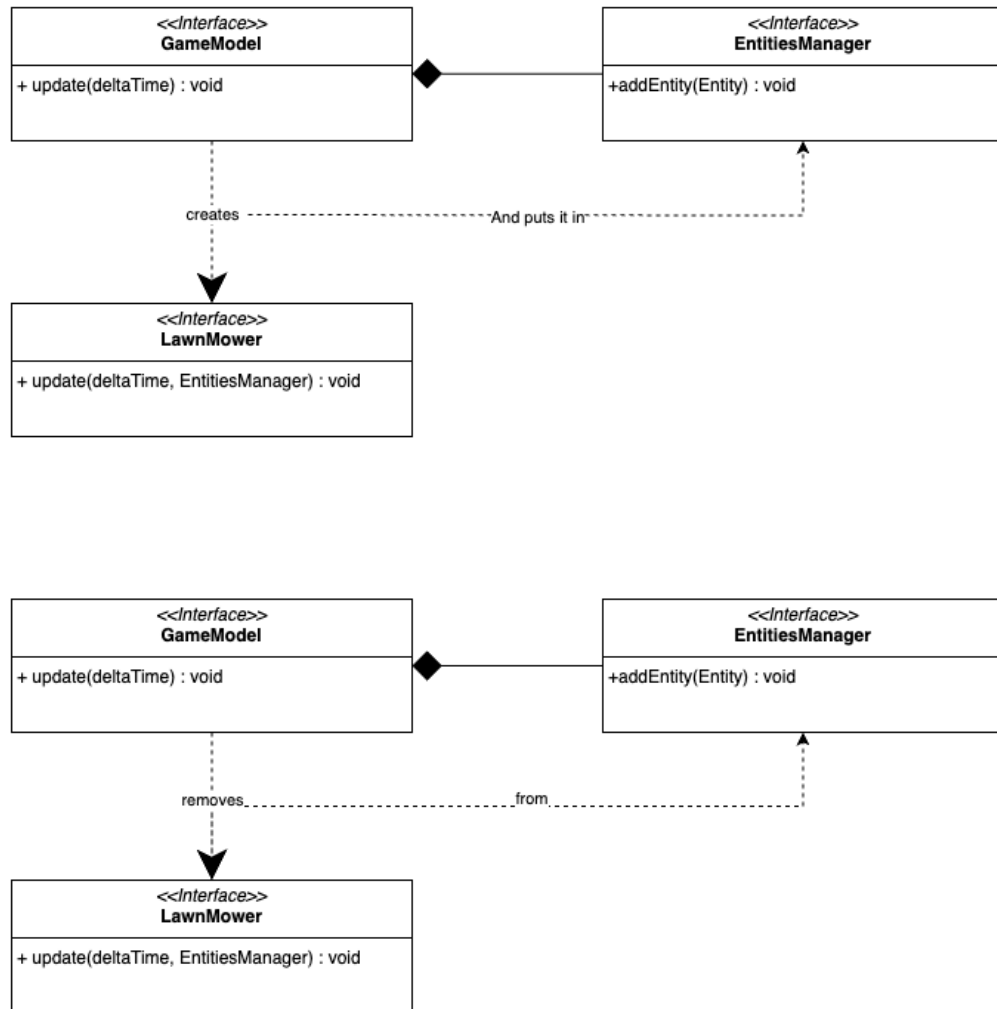 <<Interface>>
GameModel
+ update(deltaTime) : void
<<Interface>>
EntitiesManager
+addEntity(Entity) : void
creates
And puts it in
<<Interface>>
LawnMower
+ update(deltaTime, EntitiesManager) : void
<<Interface>>
GameModel
+ update(deltaTime) : void
<<Interface>>
EntitiesManager
+addEntity(Entity) : void
removes
from
<<Interface>>
LawnMower
+ update(deltaTime, EntitiesManager) : void